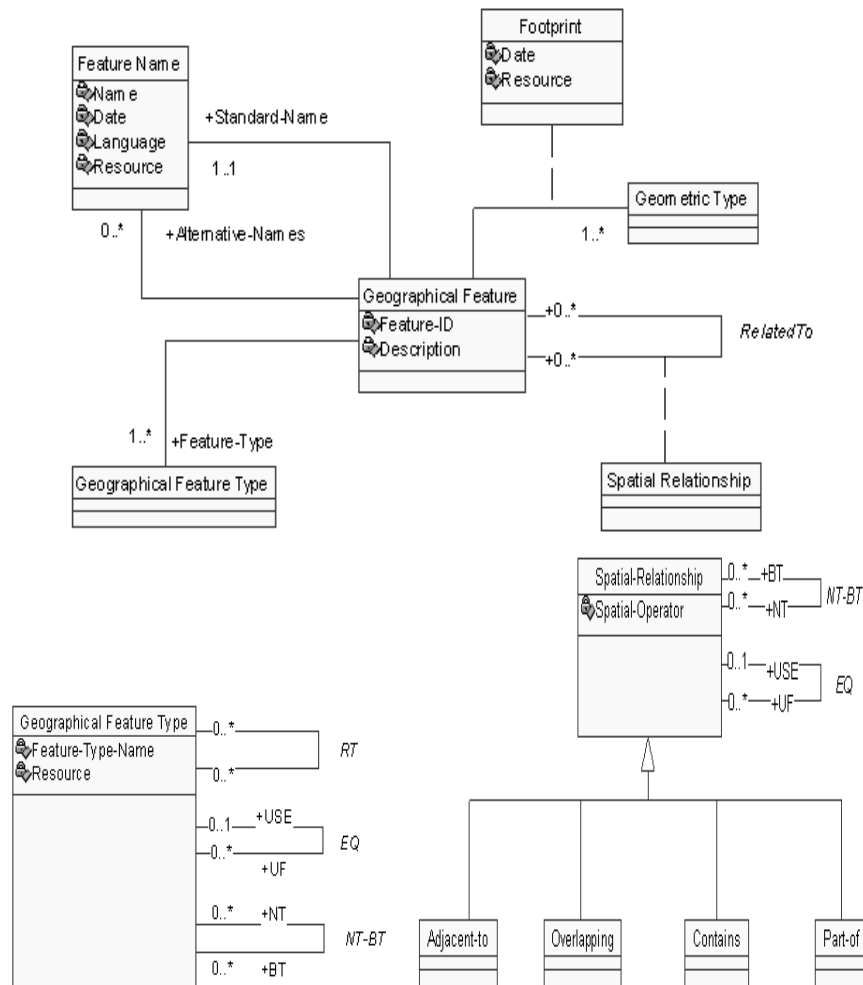 Footprint
Date
Resource
Feature Name
Name
Date
Language
Resource
+Standard-Name
1..1
Geometric Type
1..*
0..*
+Alternative-Names
Geographical Feature
Feature-ID
Description
+0..*
+0..*
RelatedTo
1..*
+Feature-Type
Geographical Feature Type
Spatial Relationship
Spatial-Relationship
Spatial-Operator
0..* +BT
0..* +NT
NT-BT
0..1 +USE
0..* +UF
EQ
Geographical Feature Type
Feature-Type-Name
Resource
0..*
0..*
RT
0..1 +USE
0..*
+UF
EQ
0..* +NT
0..* +BT
NT-BT
Adjacent-to
Overlapping
Contains
Part-of